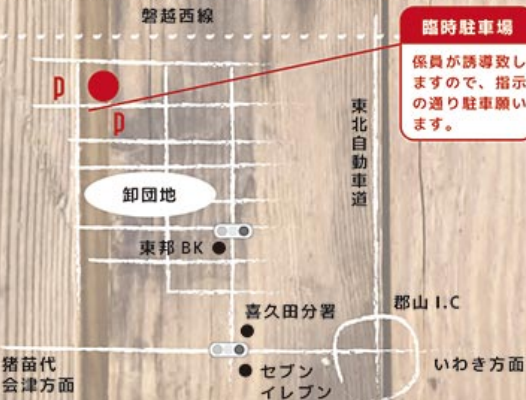 磐越西線
臨時駐車場
係員が誘導致し
ますので、指示
の通り駐車願い
ます。
P
P
東北自動車道
卸団地
東邦 BK
喜久田分署
郡山 I.C
猪苗代
会津方面
セブン
イレブン
いわき方面